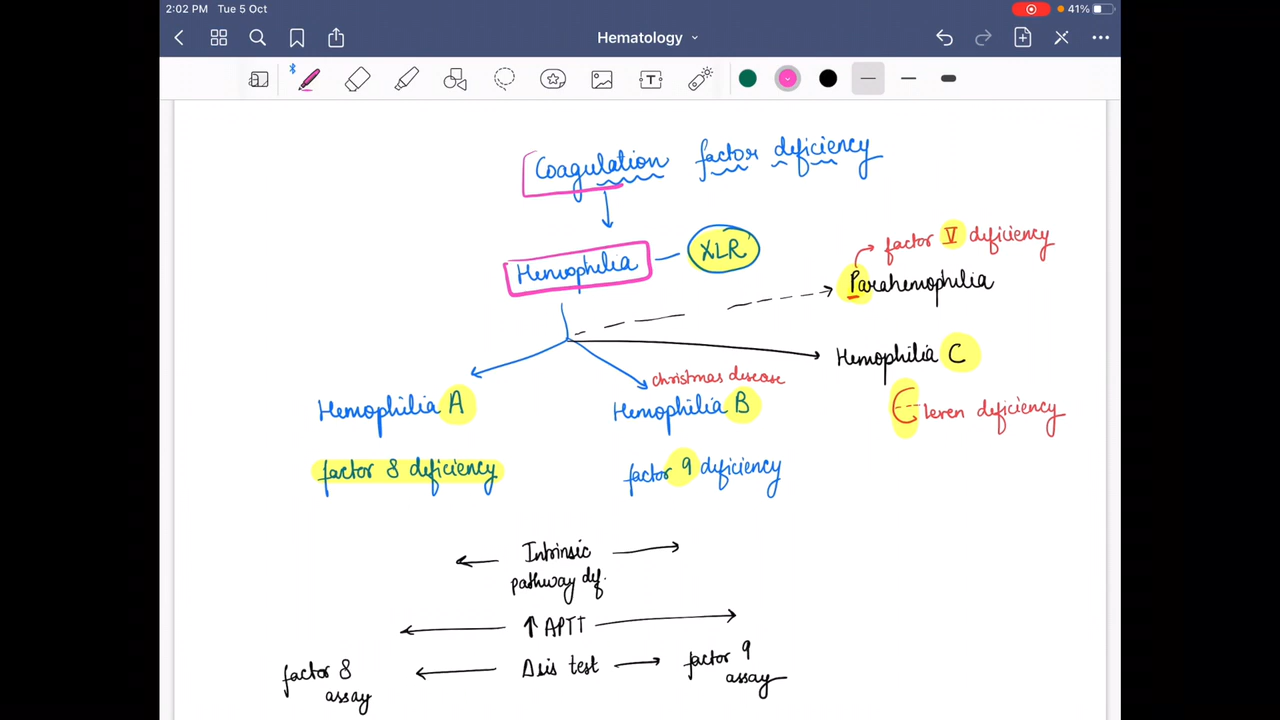 2:02 PM Tue 5 Oct
41%
Hematology
T
Coagulation factor deficiency
Hemophilia
XLR
factor V deficiency
Parahemophilia
Hemophilia C
christmas disease
Hemophilia A
Hemophilia B
Eleven deficiency
factor 8 deficiency
factor 9 deficiency
Intrinsic
pathway def.
↑ APTT
factor 8
assay
Δsis test
factor 9
assay